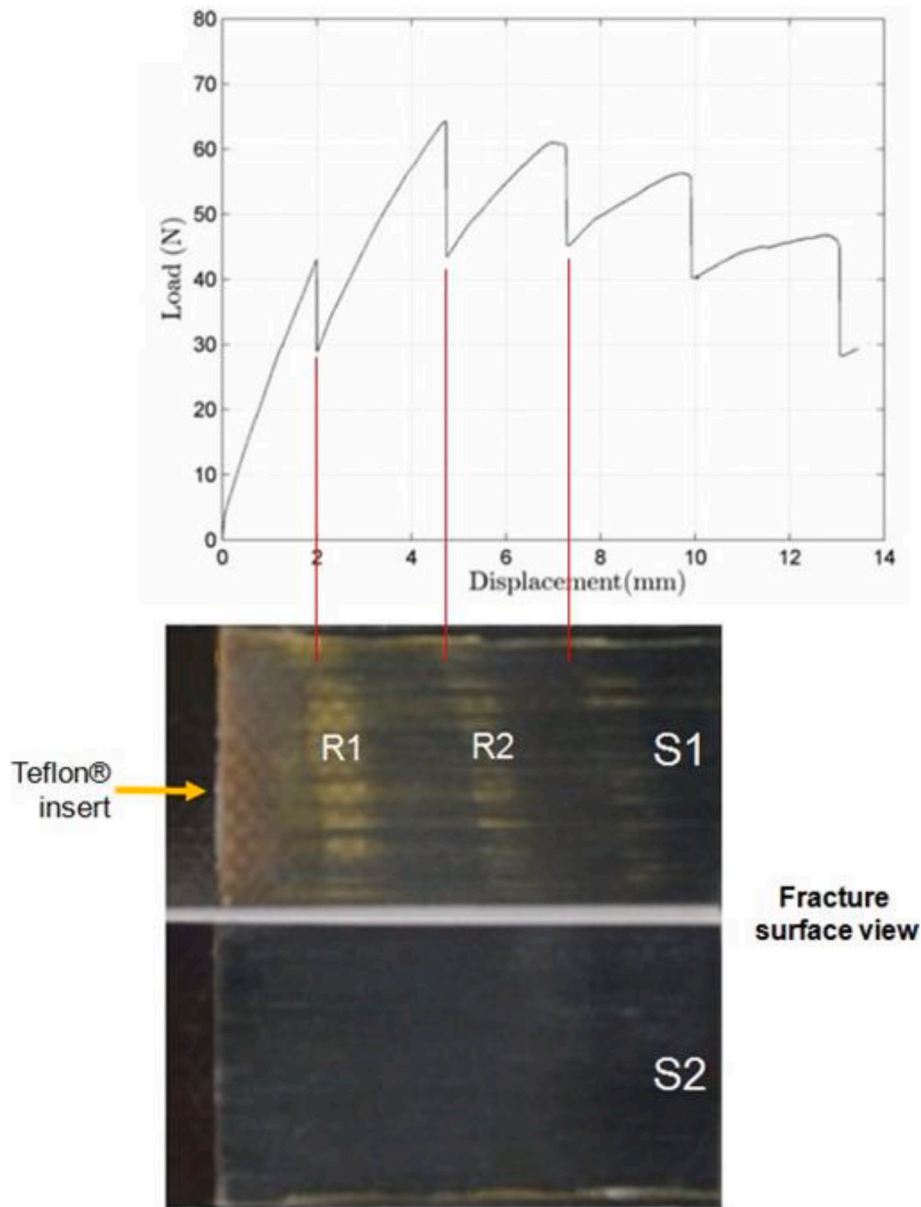 80
70
60
50
40
30
20
10
0
Load (N)
0 2 4 6 8 10 12 14
Displacement(mm)
R1 R2 S1
Teflon®
insert
Fracture
surface view
S2